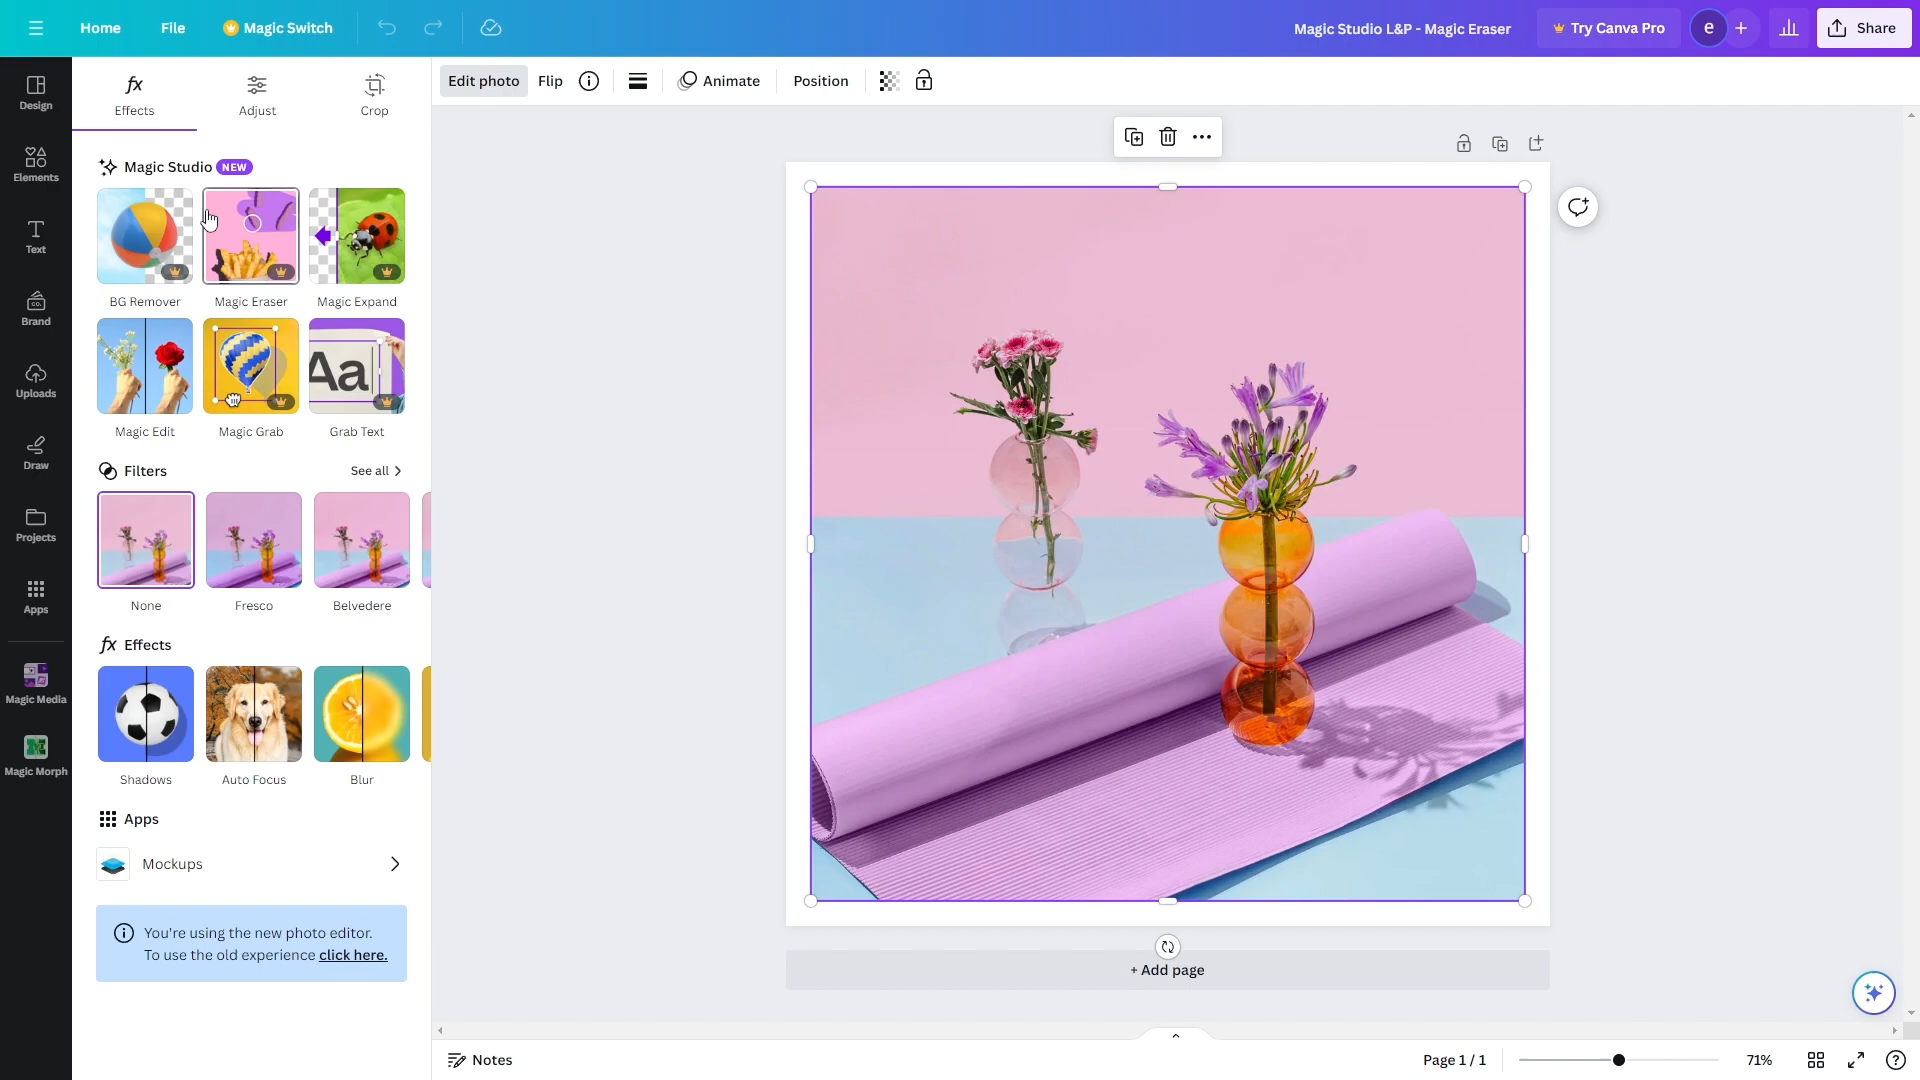 Home File Magic Switch Magic Studio L&P - Magic Eraser Try Canva Pro e + Share
Design
Elements
Text
Brand
Uploads
Draw
Projects
Apps
Magic Media
Magic Morph
fx
Effects Adjust Crop
Magic Studio NEW
BG Remover Magic Eraser Magic Expand
Aa
Magic Edit Magic Grab Grab Text
Filters See all
None Fresco Belvedere
fx Effects
Shadows Auto Focus Blur
Apps
Mockups
You're using the new photo editor.
To use the old experience click here.
Edit photo Flip Animate Position
+ Add page
Notes Page 1 / 1 71%